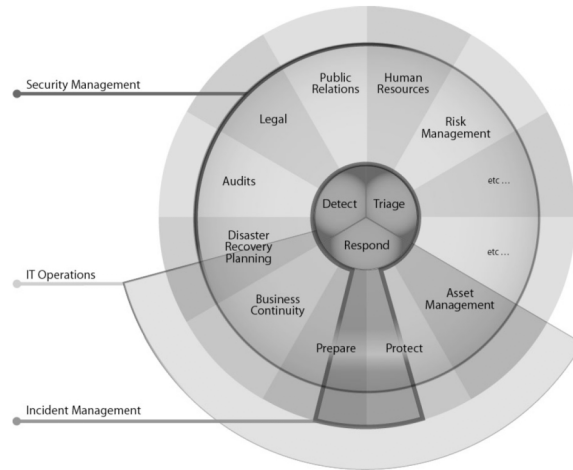 Security Management
IT Operations
Incident Management
Public
Relations
Human
Resources
Legal
Risk
Management
Audits
etc ...
Detect
Triage
Respond
Disaster
Recovery
Planning
etc ...
Business
Continuity
Asset
Management
Prepare
Protect